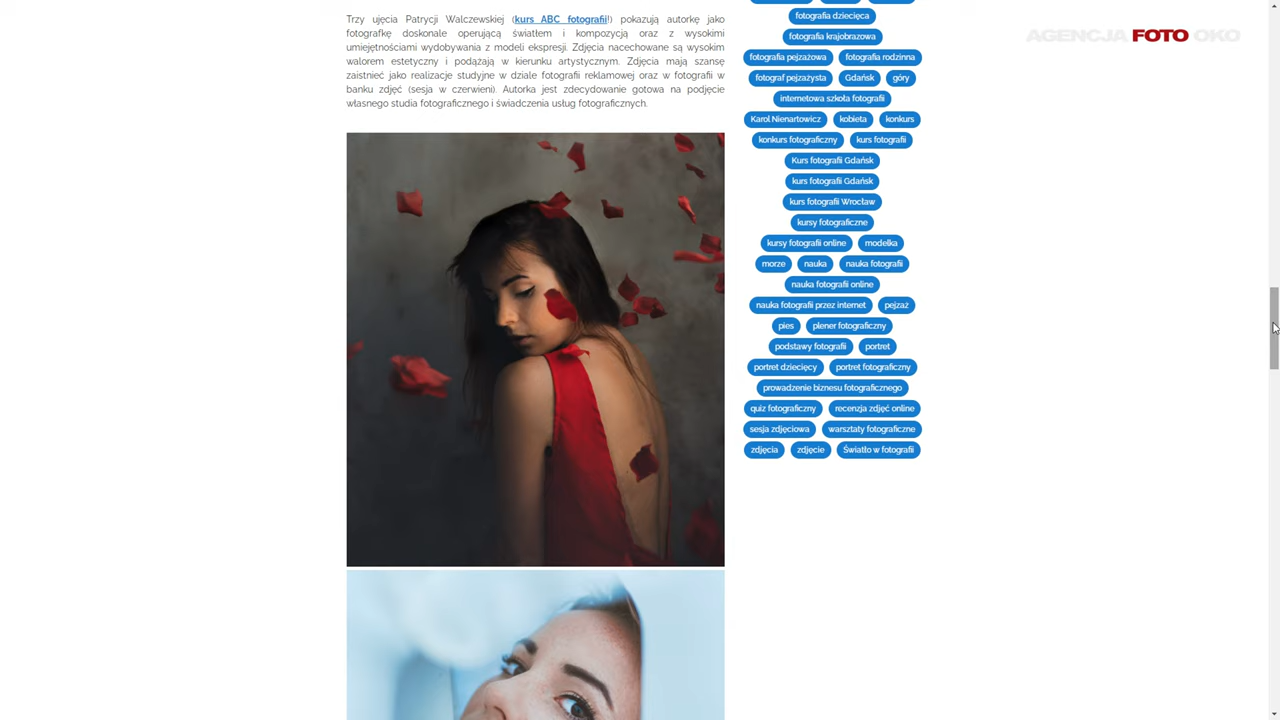 Trzy ujęcia Patrycji Walczewskiej (kurs ABC fotografii!) pokazują autorkę jako
fotografkę doskonale operującą światłem i kompozycją oraz z wysokimi
umiejętnościami wydobywania z modeli ekspresji. Zdjęcia nacechowane są wysokim
walorem estetyczny i podążają w kierunku artystycznym. Zdjęcia mają szansę
zaistnieć jako realizacje studyjne w dziale fotografii reklamowej oraz w fotografii w
banku zdjęć (sesja w czerwieni). Autorka jest zdecydowanie gotowa na podjęcie
własnego studia fotograficznego i świadczenia usług fotograficznych.
fotografia dziecięca
fotografia krajobrazowa
fotografia pejzażowa fotografia rodzinna
fotograf pejzażysta Gdańsk góry
internetowa szkoła fotografii
Karol Nienartowicz kobieta konkurs
konkurs fotograficzny kurs fotografii
Kurs fotografii Gdańsk
kurs fotografii Gdańsk
kurs fotografii Wrocław
kursy fotograficzne
kursy fotografii online modelka
morze nauka nauka fotografii
nauka fotografii online
nauka fotografii przez internet pejzaż
pies plener fotograficzny
podstawy fotografii portret
portret dziecięcy portret fotograficzny
prowadzenie biznesu fotograficznego
quiz fotograficzny recenzja zdjęć online
sesja zdjęciowa warsztaty fotograficzne
zdjęcia zdjęcie Światło w fotografii
AGENCJA FOTO OKO